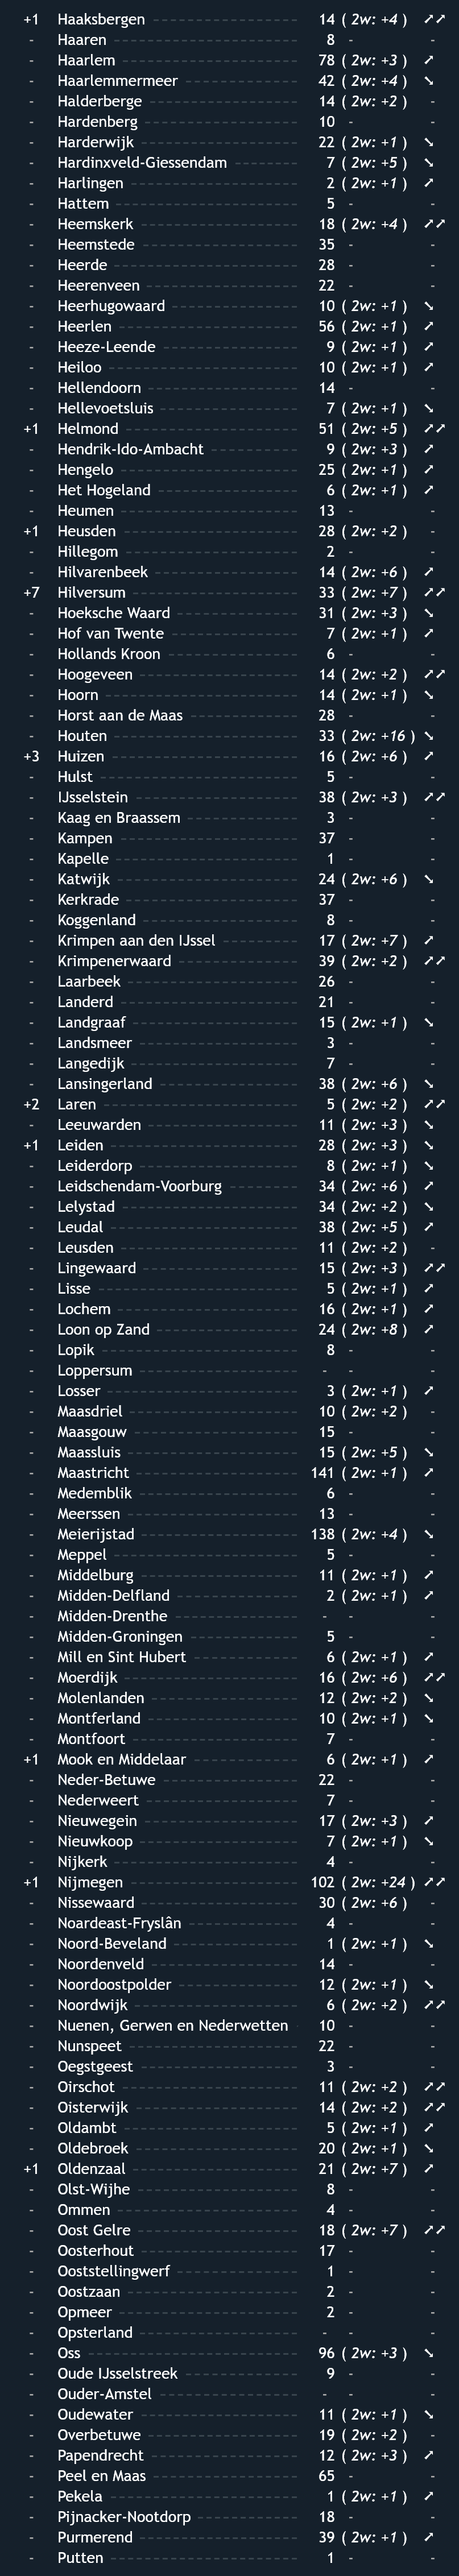 +1 Haaksbergen 14 ( 2w: +4 ) ↗↗
- Haaren 8 - -
- Haarlem 78 ( 2w: +3 ) ↗
- Haarlemmermeer 42 ( 2w: +4 ) ↘
- Halderberge 14 ( 2w: +2 ) -
- Hardenberg 10 - -
- Harderwijk 22 ( 2w: +1 ) ↘
- Hardinxveld-Giessendam 7 ( 2w: +5 ) ↘
- Harlingen 2 ( 2w: +1 ) ↗
- Hattem 5 - -
- Heemskerk 18 ( 2w: +4 ) ↗↗
- Heemstede 35 - -
- Heerde 28 - -
- Heerenveen 22 - -
- Heerhugowaard 10 ( 2w: +1 ) ↘
- Heerlen 56 ( 2w: +1 ) ↗
- Heeze-Leende 9 ( 2w: +1 ) ↗
- Heiloo 10 ( 2w: +1 ) ↗
- Hellendoorn 14 - -
- Hellevoetsluis 7 ( 2w: +1 ) ↘
+1 Helmond 51 ( 2w: +5 ) ↗↗
- Hendrik-Ido-Ambacht 9 ( 2w: +3 ) ↗
- Hengelo 25 ( 2w: +1 ) ↗
- Het Hogeland 6 ( 2w: +1 ) ↗
- Heumen 13 - -
+1 Heusden 28 ( 2w: +2 ) -
- Hillegom 2 - -
- Hilvarenbeek 14 ( 2w: +6 ) ↗
+7 Hilversum 33 ( 2w: +7 ) ↗↗
- Hoeksche Waard 31 ( 2w: +3 ) ↘
- Hof van Twente 7 ( 2w: +1 ) ↗
- Hollands Kroon 6 - -
- Hoogeveen 14 ( 2w: +2 ) ↗↗
- Hoorn 14 ( 2w: +1 ) ↘
- Horst aan de Maas 28 - -
- Houten 33 ( 2w: +16 ) ↘
+3 Huizen 16 ( 2w: +6 ) ↗
- Hulst 5 - -
- IJsselstein 38 ( 2w: +3 ) ↗↗
- Kaag en Braassem 3 - -
- Kampen 37 - -
- Kapelle 1 - -
- Katwijk 24 ( 2w: +6 ) ↘
- Kerkrade 37 - -
- Koggenland 8 - -
- Krimpen aan den IJssel 17 ( 2w: +7 ) ↗
- Krimpenerwaard 39 ( 2w: +2 ) ↗↗
- Laarbeek 26 - -
- Landerd 21 - -
- Landgraaf 15 ( 2w: +1 ) ↘
- Landsmeer 3 - -
- Langedijk 7 - -
- Lansingerland 38 ( 2w: +6 ) ↘
+2 Laren 5 ( 2w: +2 ) ↗↗
- Leeuwarden 11 ( 2w: +3 ) ↘
+1 Leiden 28 ( 2w: +3 ) ↘
- Leiderdorp 8 ( 2w: +1 ) ↘
- Leidschendam-Voorburg 34 ( 2w: +6 ) ↗
- Lelystad 34 ( 2w: +2 ) ↘
- Leudal 38 ( 2w: +5 ) ↗
- Leusden 11 ( 2w: +2 ) -
- Lingewaard 15 ( 2w: +3 ) ↗↗
- Lisse 5 ( 2w: +1 ) ↗
- Lochem 16 ( 2w: +1 ) ↗
- Loon op Zand 24 ( 2w: +8 ) ↗
- Lopik 8 - -
- Loppersum - - -
- Losser 3 ( 2w: +1 ) ↗
- Maasdriel 10 ( 2w: +2 ) -
- Maasgouw 15 - -
- Maassluis 15 ( 2w: +5 ) ↘
- Maastricht 141 ( 2w: +1 ) ↗
- Medemblik 6 - -
- Meerssen 13 - -
- Meierijstad 138 ( 2w: +4 ) ↘
- Meppel 5 - -
- Middelburg 11 ( 2w: +1 ) ↗
- Midden-Delfland 2 ( 2w: +1 ) ↗
- Midden-Drenthe - - -
- Midden-Groningen 5 - -
- Mill en Sint Hubert 6 ( 2w: +1 ) ↗
- Moerdijk 16 ( 2w: +6 ) ↗↗
- Molenlanden 12 ( 2w: +2 ) ↘
- Montferland 10 ( 2w: +1 ) ↘
- Montfoort 7 - -
+1 Mook en Middelaar 6 ( 2w: +1 ) ↗
- Neder-Betuwe 22 - -
- Nederweert 7 - -
- Nieuwegein 17 ( 2w: +3 ) ↗
- Nieuwkoop 7 ( 2w: +1 ) ↘
- Nijkerk 4 - -
+1 Nijmegen 102 ( 2w: +24 ) ↗↗
- Nissewaard 30 ( 2w: +6 ) -
- Noardeast-Fryslân 4 - -
- Noord-Beveland 1 ( 2w: +1 ) ↘
- Noordenveld 14 - -
- Noordoostpolder 12 ( 2w: +1 ) ↘
- Noordwijk 6 ( 2w: +2 ) ↗↗
- Nuenen, Gerwen en Nederwetten 10 - -
- Nunspeet 22 - -
- Oegstgeest 3 - -
- Oirschot 11 ( 2w: +2 ) ↗↗
- Oisterwijk 14 ( 2w: +2 ) ↗↗
- Oldambt 5 ( 2w: +1 ) ↗
- Oldebroek 20 ( 2w: +1 ) ↘
+1 Oldenzaal 21 ( 2w: +7 ) ↗
- Olst-Wijhe 8 - -
- Ommen 4 - -
- Oost Gelre 18 ( 2w: +7 ) ↗↗
- Oosterhout 17 - -
- Ooststellingwerf 1 - -
- Oostzaan 2 - -
- Opmeer 2 - -
- Opsterland - - -
- Oss 96 ( 2w: +3 ) ↘
- Oude IJsselstreek 9 - -
- Ouder-Amstel - - -
- Oudewater 11 ( 2w: +1 ) ↘
- Overbetuwe 19 ( 2w: +2 ) -
- Papendrecht 12 ( 2w: +3 ) ↗
- Peel en Maas 65 - -
- Pekela 1 ( 2w: +1 ) ↗
- Pijnacker-Nootdorp 18 - -
- Purmerend 39 ( 2w: +1 ) ↗
- Putten 1 - -